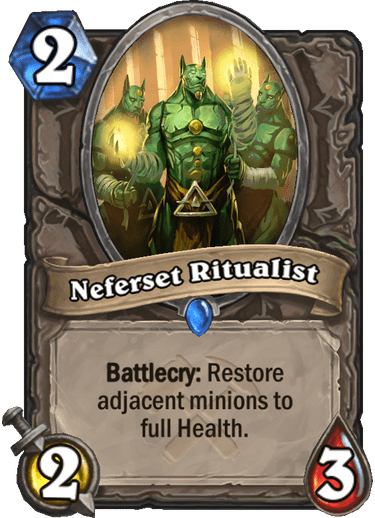 2
Neferset Ritualist
Battlecry: Restore
adjacent minions to
full Health.
2
3